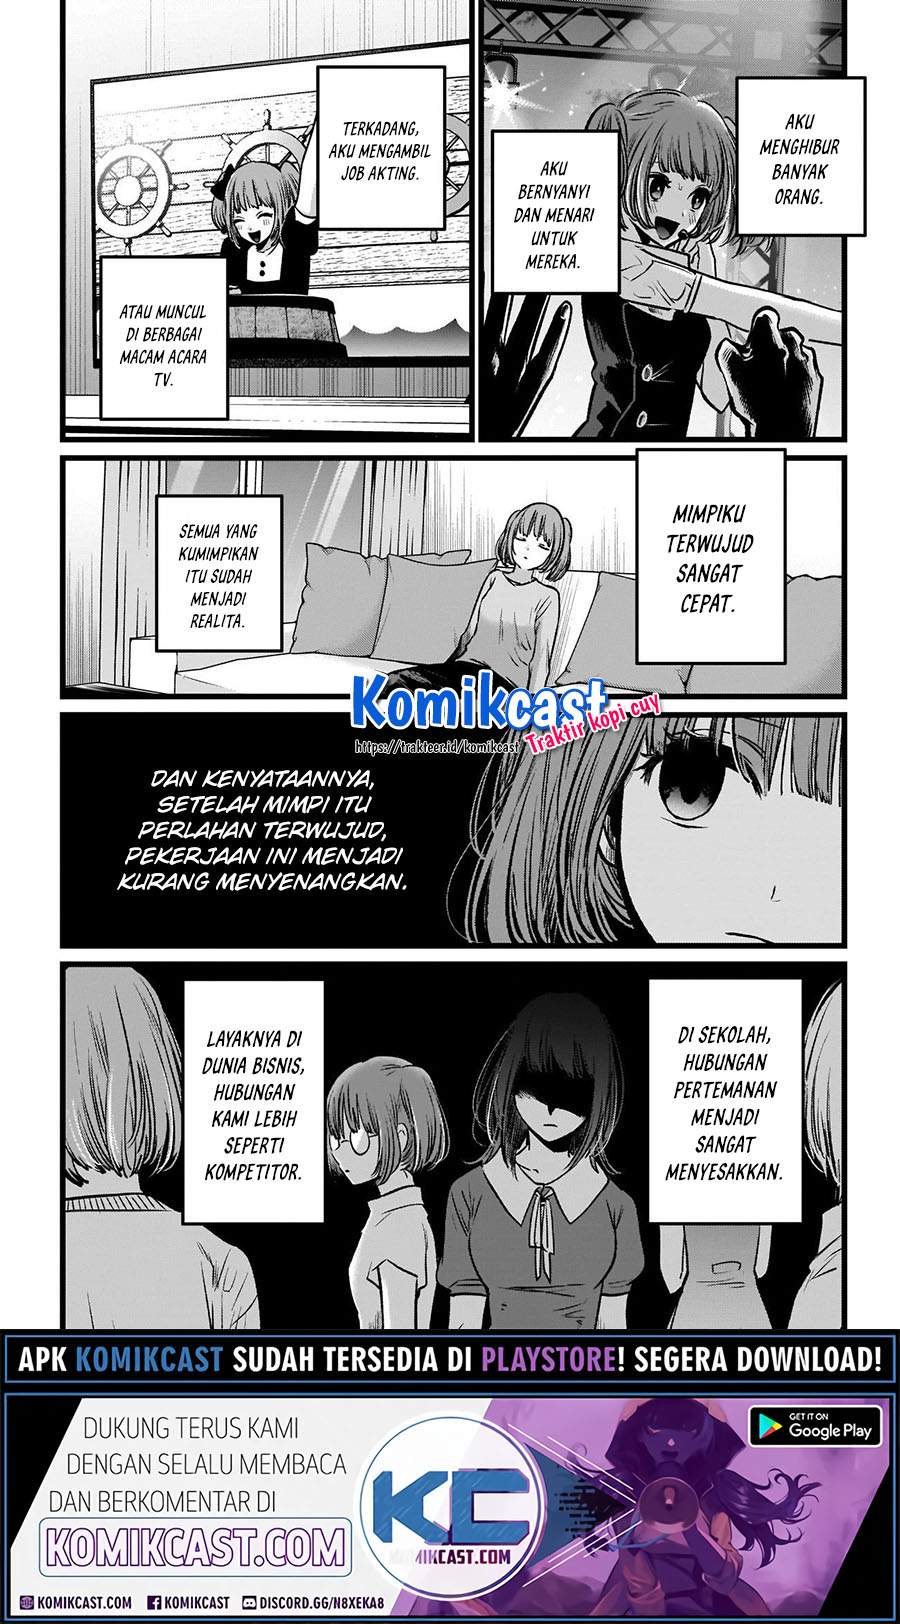 AKU
MENGHIBUR
BANYAK
ORANG.
AKU
BERNYANYI
DAN MENARI
UNTUK
MEREKA.
TERKADANG,
AKU MENGAMBIL
JOB AKTING.
ATAU MUNCUL
DI BERBAGAI
MACAM ACARA
TV.
MIMPIKU
TERWUJUD
SANGAT
CEPAT.
SEMUA YANG
KUMIMPIKAN
ITU SUDAH
MENJADI
REALITA.
Komikcast
https://trakteer.id/komikcast
Traktir kopi cuy
DAN KENYATAANNYA,
SETELAH MIMPI ITU
PERLAHAN TERWUJUD,
PEKERJAAN INI MENJADI
KURANG MENYENANGKAN.
DI SEKOLAH,
HUBUNGAN
PERTEMANAN
MENJADI
SANGAT
MENYESAKKAN.
LAYAKNYA DI
DUNIA BISNIS,
HUBUNGAN
KAMI LEBIH
SEPERTI
KOMPETITOR.
APK KOMIKCAST SUDAH TERSEDIA DI PLAYSTORE! SEGERA DOWNLOAD!
DUKUNG TERUS KAMI
DENGAN SELALU MEMBACA
DAN BERKOMENTAR DI
KOMIKCAST.COM
KC
KOMIKCAST.COM
GET IT ON
Google Play
KOMIKCAST.COM
KOMIKCAST
DISCORD.GG/N8XEKA8